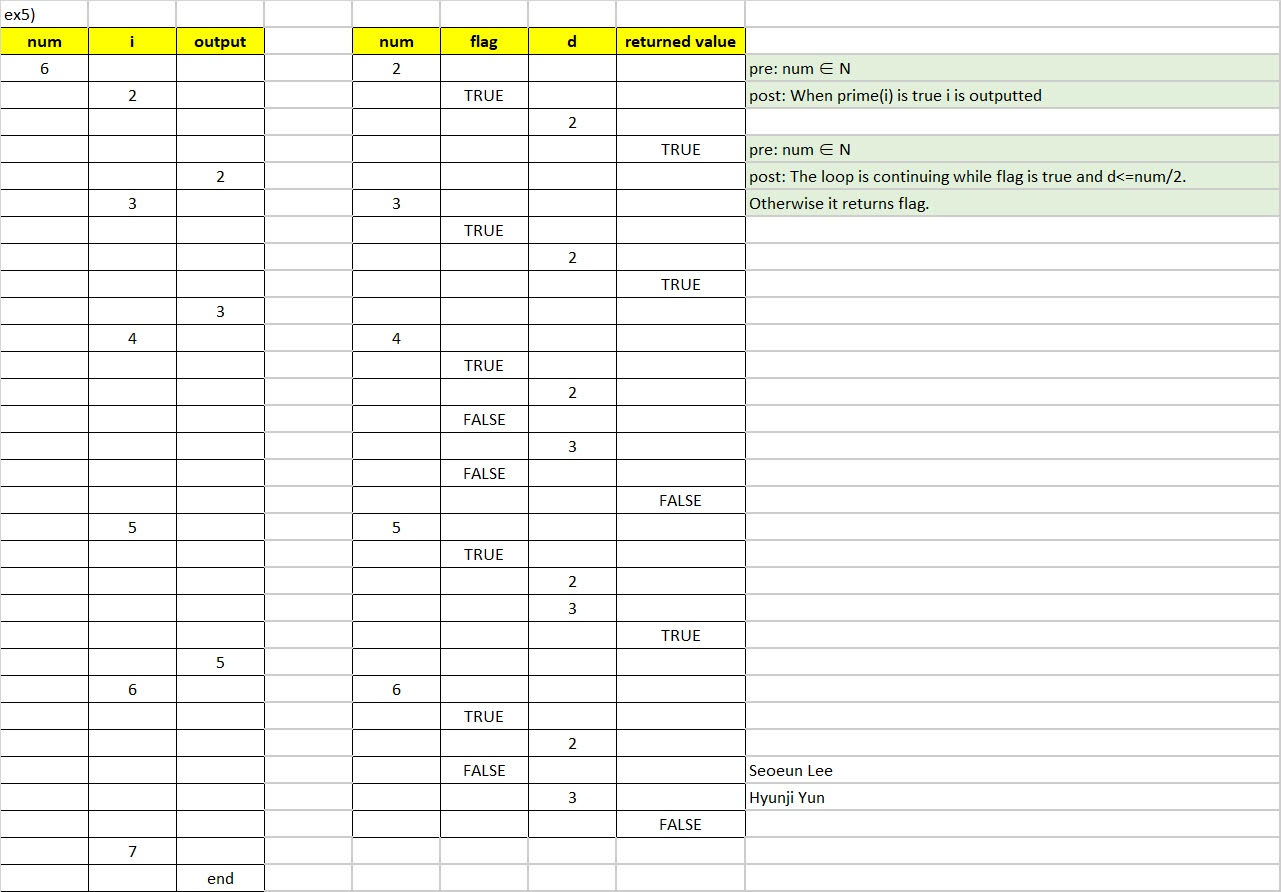 ex5)
num i output num flag d returned value
6 2 pre: num ∈ N
2 TRUE post: When prime(i) is true i is outputted
2
TRUE pre: num ∈ N
2 post: The loop is continuing while flag is true and d<=num/2.
3 3 Otherwise it returns flag.
TRUE
2
TRUE
3
4 4
TRUE
2
FALSE
3
FALSE
FALSE
5 5
TRUE
2
3
TRUE
5
6 6
TRUE
2
FALSE Seoeun Lee
3 Hyunji Yun
FALSE
7
end